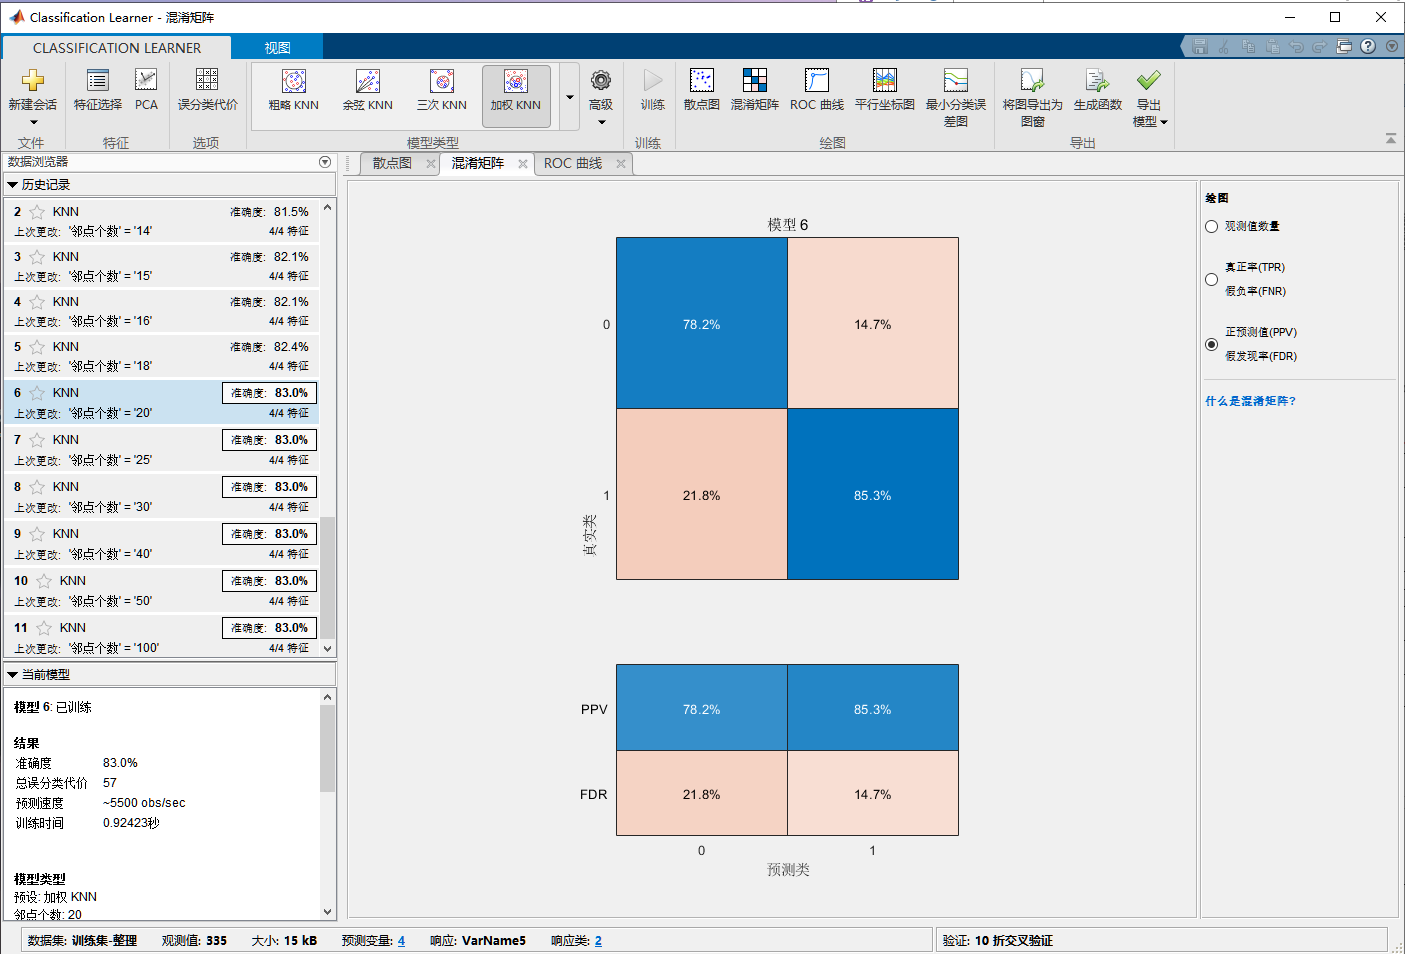 Classification Learner - 混淆矩阵
CLASSIFICATION LEARNER
视图
新建会话
特征选择
PCA
误分类代价
粗略 KNN
余弦 KNN
三次 KNN
加权 KNN
高级
训练
散点图
混淆矩阵
ROC 曲线
平行坐标图
最小分类误
差图
将图导出为
图窗
生成函数
导出
模型
文件
特征
选项
模型类型
训练
绘图
导出
数据浏览器
历史记录
2 KNN 准确度: 81.5%
上次更改: '邻点个数' = '14' 4/4 特征
3 KNN 准确度: 82.1%
上次更改: '邻点个数' = '15' 4/4 特征
4 KNN 准确度: 82.1%
上次更改: '邻点个数' = '16' 4/4 特征
5 KNN 准确度: 82.4%
上次更改: '邻点个数' = '18' 4/4 特征
6 KNN 准确度: 83.0%
上次更改: '邻点个数' = '20' 4/4 特征
7 KNN 准确度: 83.0%
上次更改: '邻点个数' = '25' 4/4 特征
8 KNN 准确度: 83.0%
上次更改: '邻点个数' = '30' 4/4 特征
9 KNN 准确度: 83.0%
上次更改: '邻点个数' = '40' 4/4 特征
10 KNN 准确度: 83.0%
上次更改: '邻点个数' = '50' 4/4 特征
11 KNN 准确度: 83.0%
上次更改: '邻点个数' = '100' 4/4 特征
当前模型
模型 6: 已训练
结果
准确度 83.0%
总误分类代价 57
预测速度 ~5500 obs/sec
训练时间 0.92423秒
模型类型
预设: 加权 KNN
邻点个数: 20
散点图
混淆矩阵
ROC 曲线
模型 6
0 78.2% 14.7%
1 21.8% 85.3%
真实类
PPV 78.2% 85.3%
FDR 21.8% 14.7%
0 1
预测类
绘图
观测值数量
真正率(TPR)
假负率(FNR)
正预测值(PPV)
假发现率(FDR)
什么是混淆矩阵?
数据集: 训练集-整理 观测值: 335 大小: 15 kB 预测变量: 4 响应: VarName5 响应类: 2
验证: 10 折交叉验证